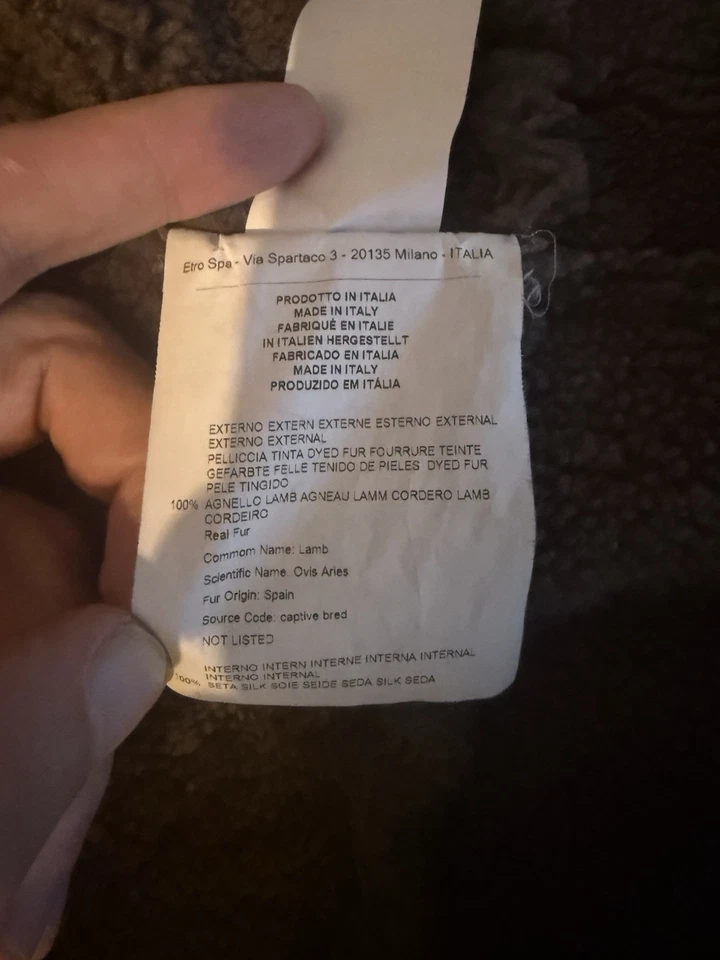 Etro Spa - Via Spartaco 3 - 20135 Milano - ITALIA
PRODOTTO IN ITALIA
MADE IN ITALY
FABRIQUÉ EN ITALIE
IN ITALIEN HERGESTELLT
FABRICADO EN ITALIA
MADE IN ITALY
PRODUZIDO EM ITÁLIA
EXTERNO EXTERN EXTERNE ESTERNO EXTERNAL
EXTERNO EXTERNAL
PELLICCIA TINTA DYED FUR FOURRURE TEINTE
GEFARBTE FELLE TENIDO DE PIELES DYED FUR
PELE TINGIDO
100% AGNELLO LAMB AGNEAU LAMM CORDERO LAMB
CORDEIRO
Real Fur
Commom Name: Lamb
Scientific Name: Ovis Aries
Fur Origin: Spain
Source Code: captive bred
NOT LISTED
INTERNO INTERN INTERNE INTERNA INTERNAL
INTERNO INTERNAL
100% SETA SILK SOIE SEIDE SEDA SILK SEDA